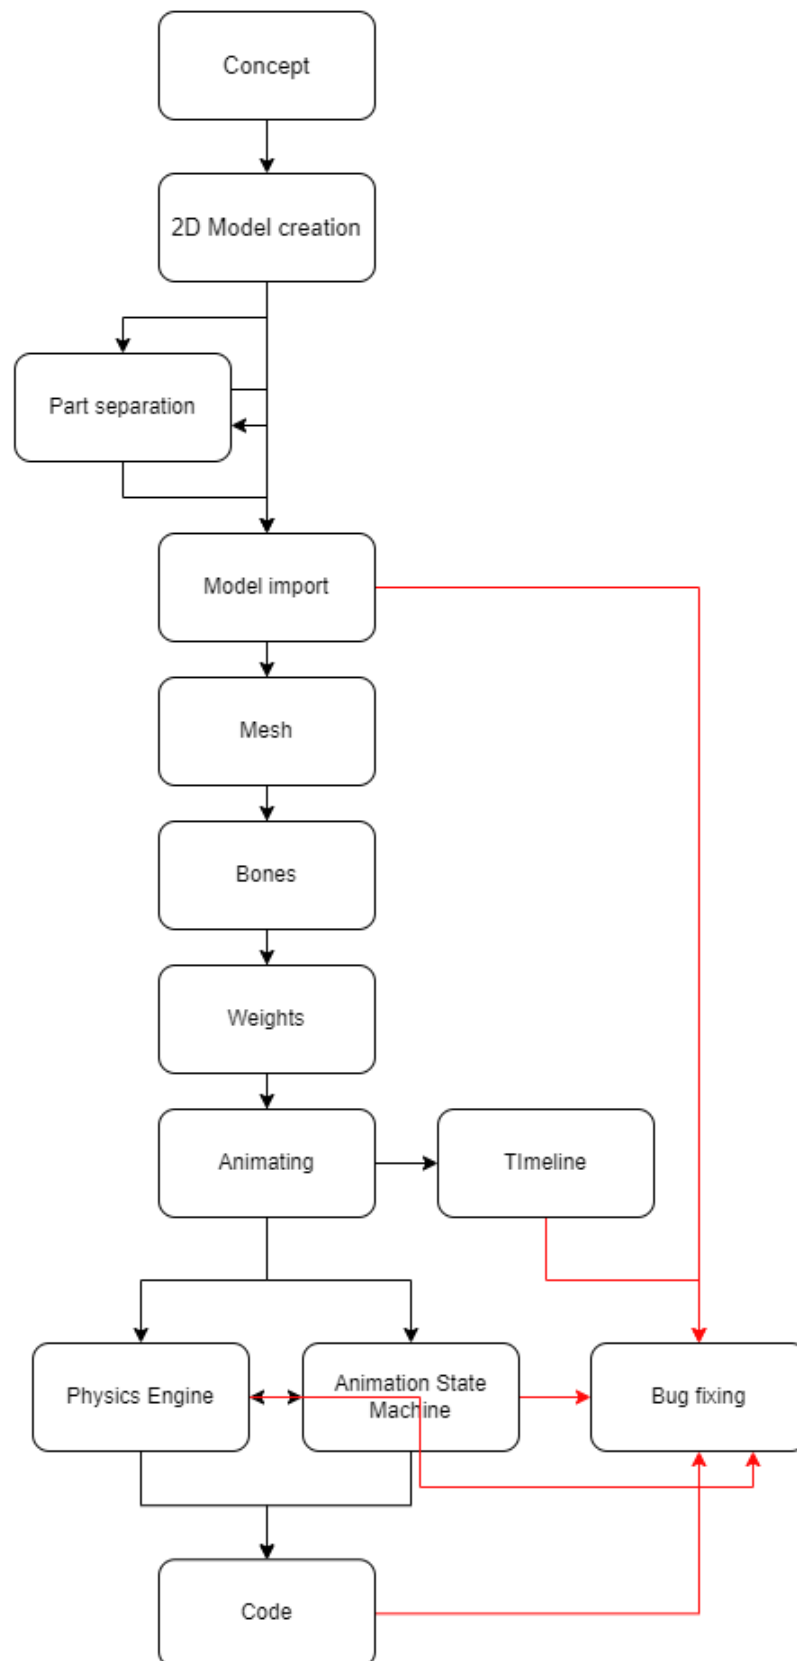 Concept
2D Model creation
Part separation
Model import
Mesh
Bones
Weights
Animating
TImeline
Physics Engine
Animation State
Machine
Bug fixing
Code